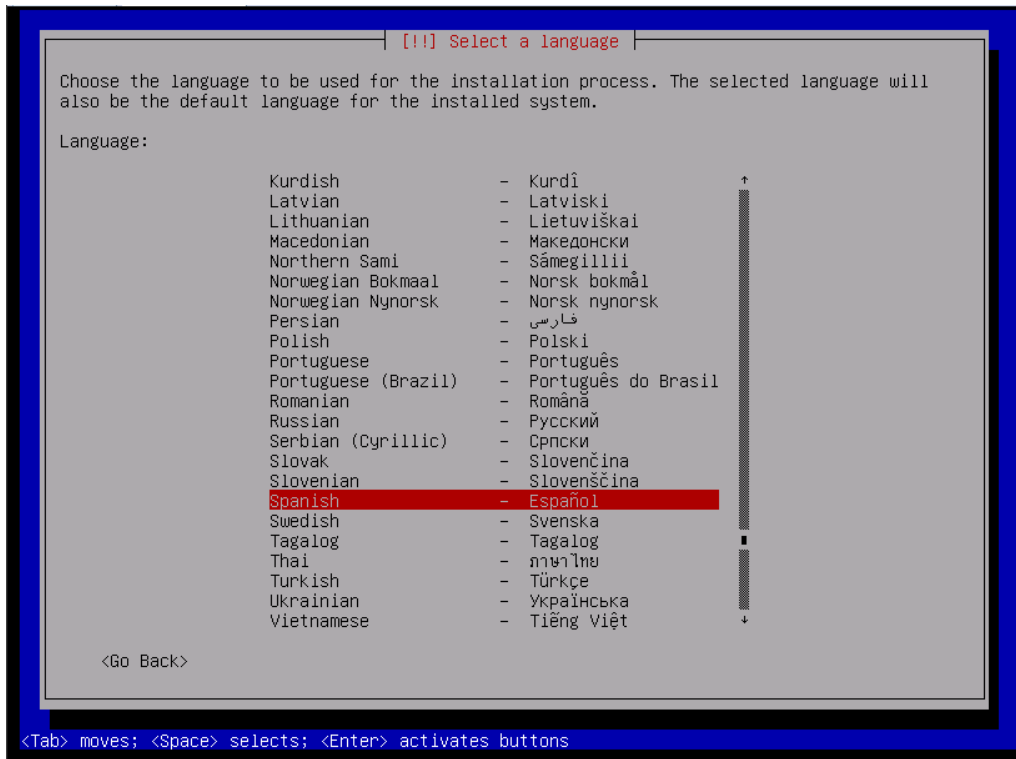 [!!] Select a language
Choose the language to be used for the installation process. The selected language will
also be the default language for the installed system.
Language:
Kurdish - Kurdî
Latvian - Latviski
Lithuanian - Lietuviškai
Macedonian - Македонски
Northern Sami - Sámegillii
Norwegian Bokmaal - Norsk bokmål
Norwegian Nynorsk - Norsk nynorsk
Persian - فارسی
Polish - Polski
Portuguese - Português
Portuguese (Brazil) - Português do Brasil
Romanian - Română
Russian - Русский
Serbian (Cyrillic) - Српски
Slovak - Slovenčina
Slovenian - Slovenščina
Spanish - Español
Swedish - Svenska
Tagalog - Tagalog
Thai - ภาษาไทย
Turkish - Türkçe
Ukrainian - Українська
Vietnamese - Tiếng Việt
<Go Back>
<Tab> moves; <Space> selects; <Enter> activates buttons